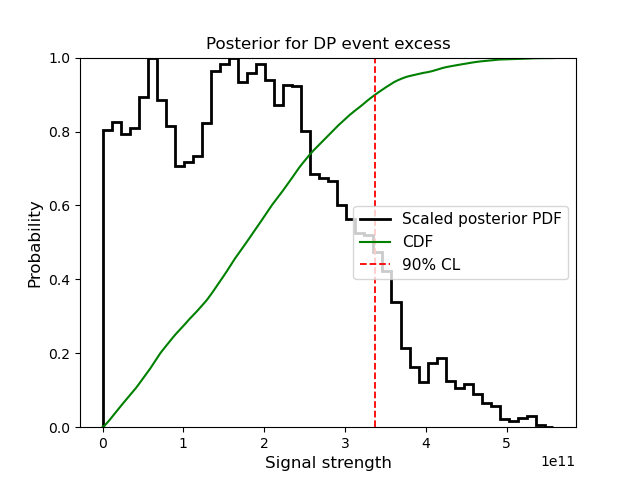 Posterior for DP event excess
Probability
1.0
0.8
0.6
0.4
0.2
0.0
Scaled posterior PDF
CDF
90% CL
0
1
2
3
4
5
1e11
Signal strength